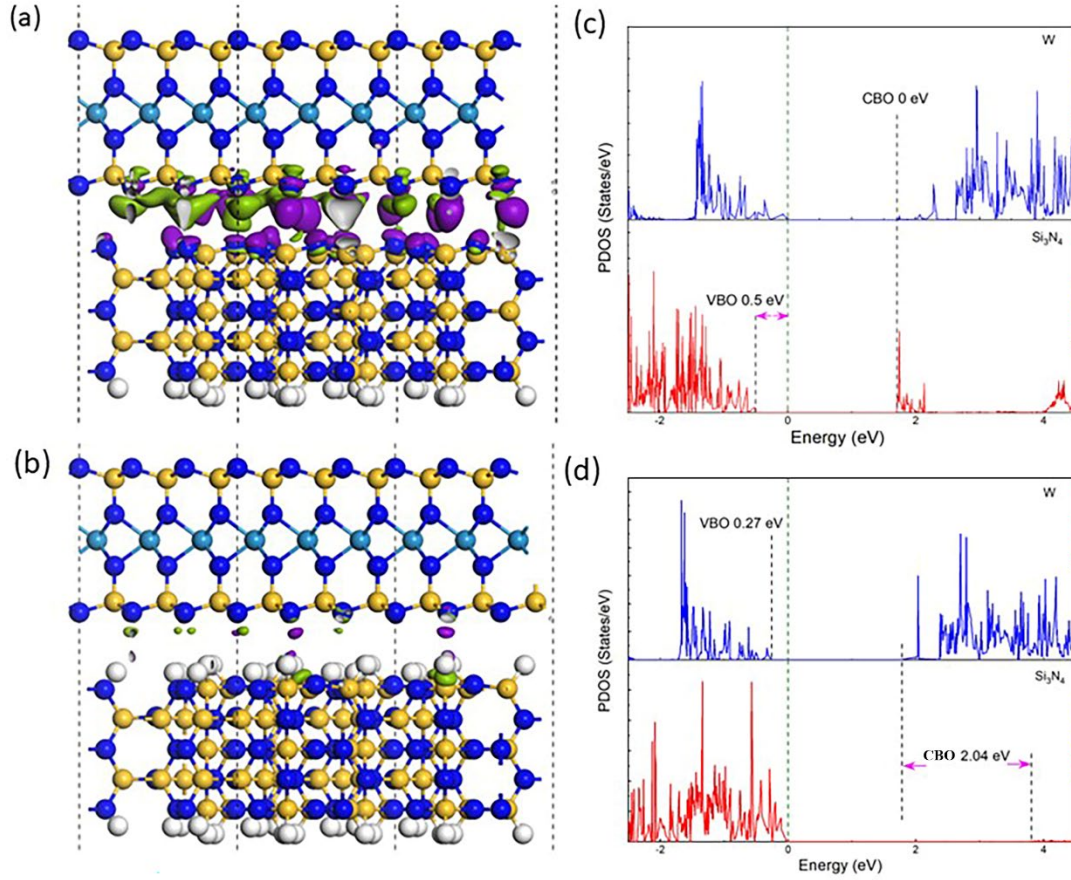 (a)
(b)
(c)
W
CBO 0 eV
Si₃N₄
VBO 0.5 eV
PDOS (States/eV)
-2 0 2 4
Energy (eV)
(d)
W
VBO 0.27 eV
Si₃N₄
CBO 2.04 eV
PDOS (States/eV)
-2 0 2 4
Energy (eV)